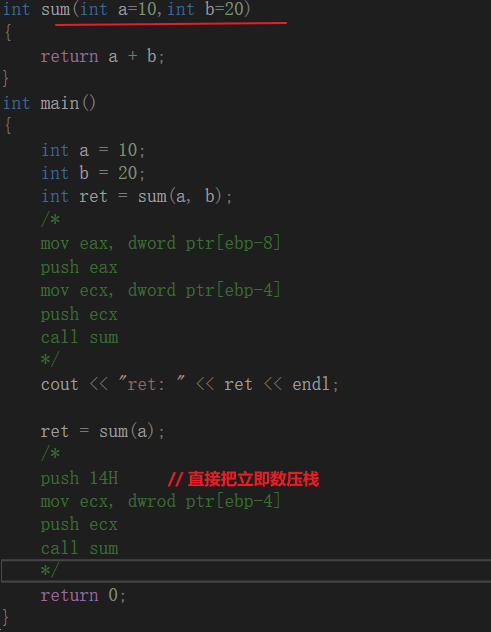 int sum(int a=10,int b=20)
{
    return a + b;
}
int main()
{
    int a = 10;
    int b = 20;
    int ret = sum(a, b);
    /*
    mov eax, dword ptr[ebp-8]
    push eax
    mov ecx, dword ptr[ebp-4]
    push ecx
    call sum
    */
    cout << "ret: " << ret << endl;

    ret = sum(a);
    /*
    push 14H // 直接把立即数压栈
    mov ecx, dwrod ptr[ebp-4]
    push ecx
    call sum
    */
    return 0;
}